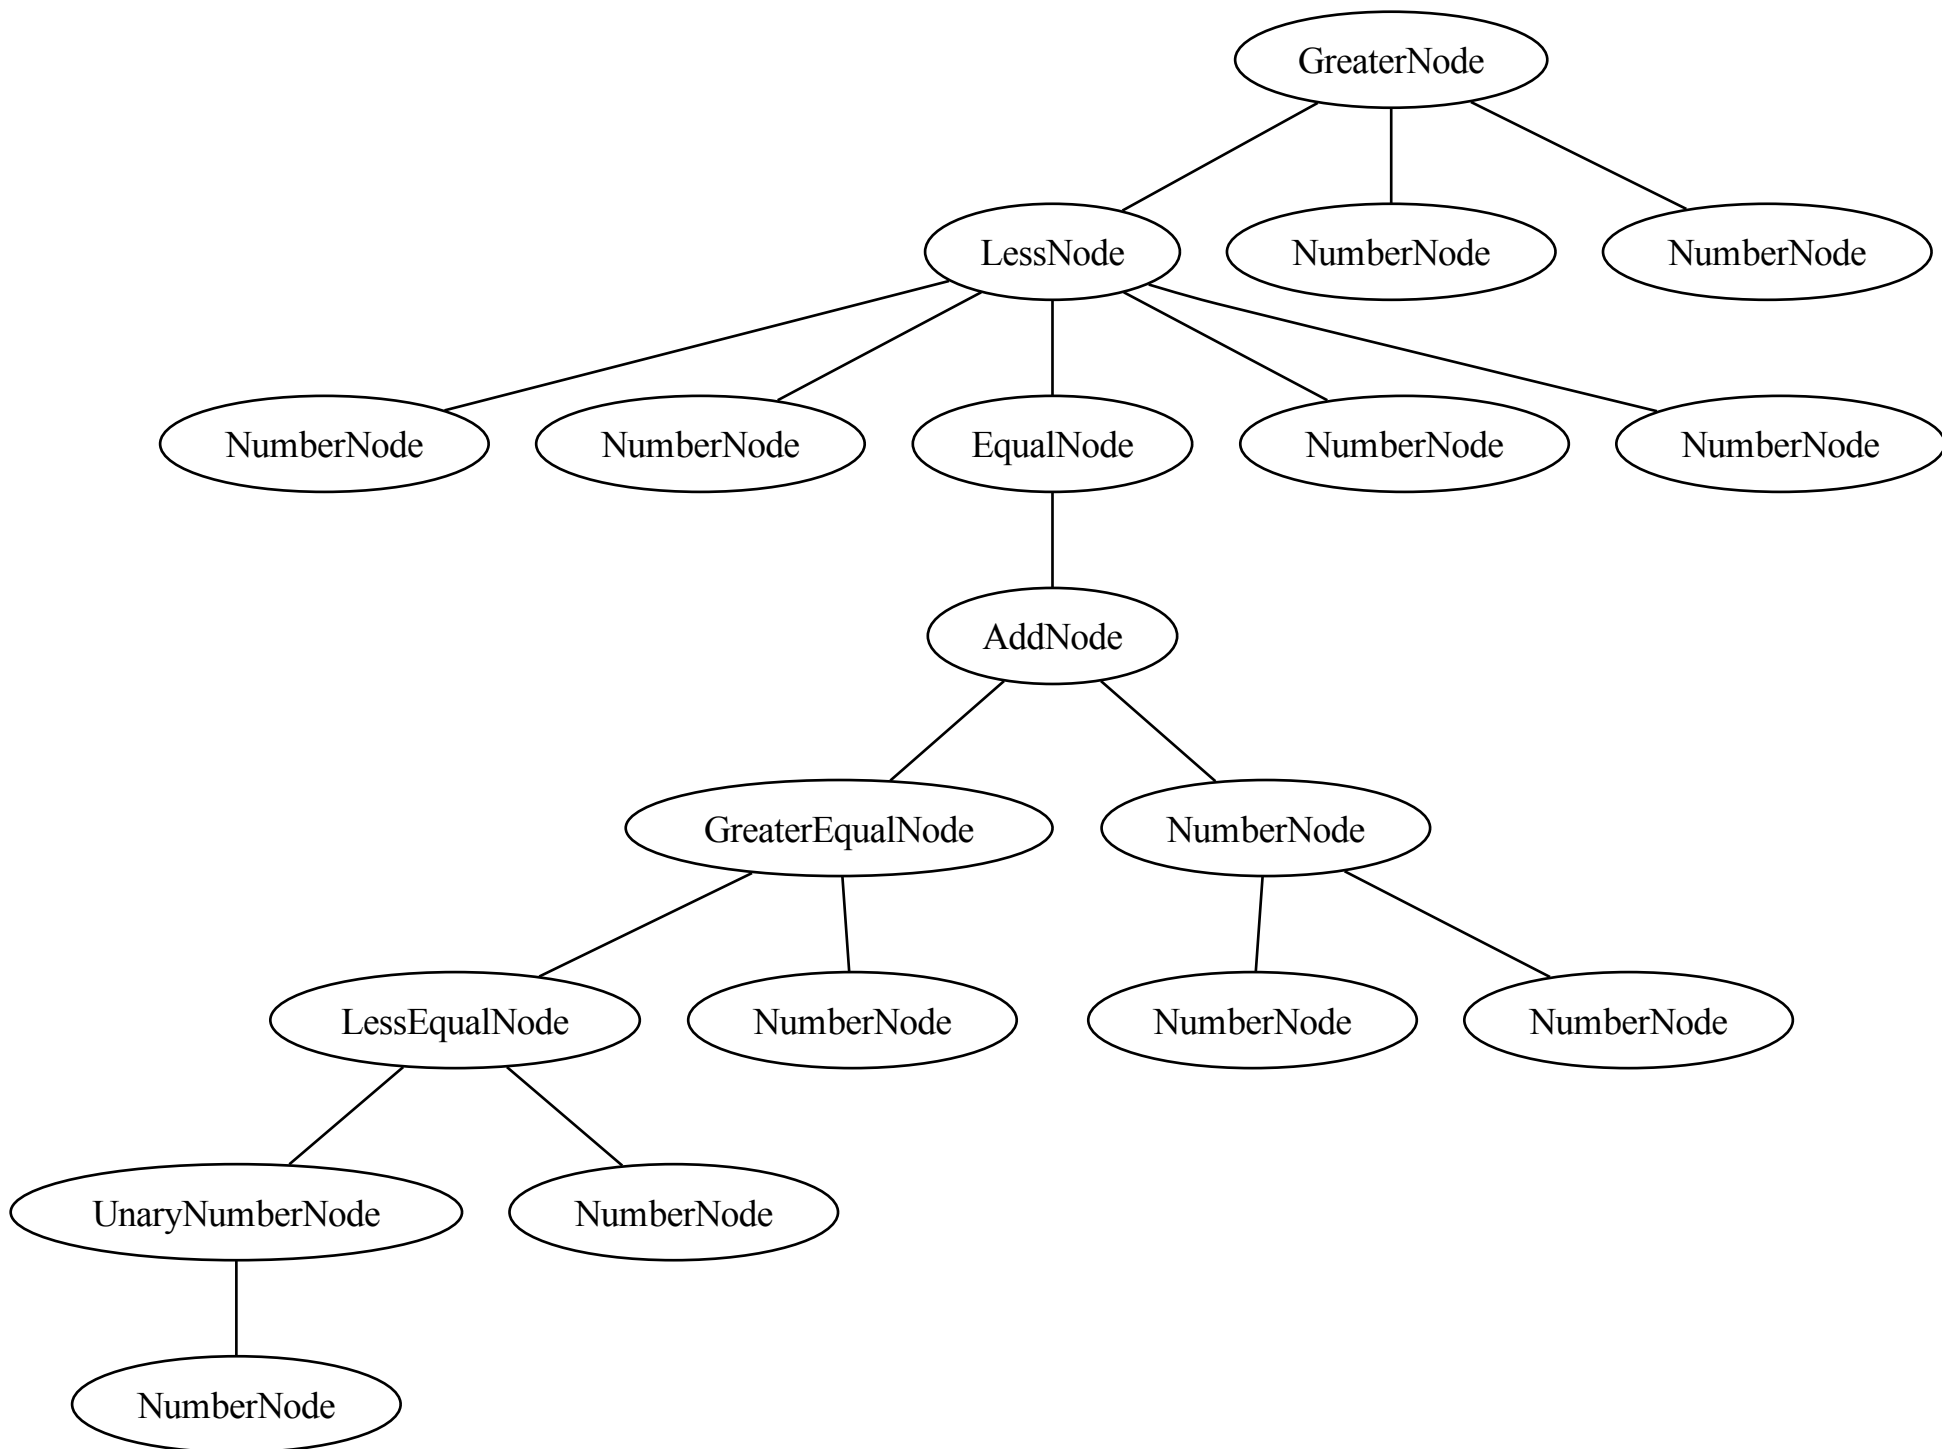 GreaterNode
LessNode NumberNode NumberNode
NumberNode NumberNode EqualNode NumberNode NumberNode
AddNode
GreaterEqualNode NumberNode
LessEqualNode NumberNode NumberNode NumberNode
UnaryNumberNode NumberNode
NumberNode